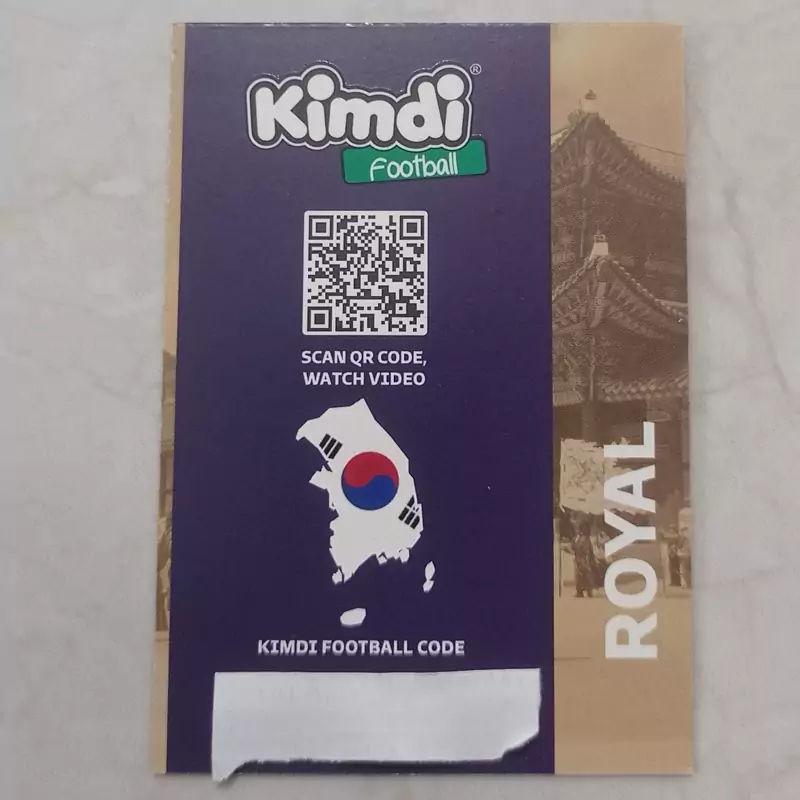 Kimdi®
Football
SCAN QR CODE,
WATCH VIDEO
KIMDI FOOTBALL CODE
ROYAL